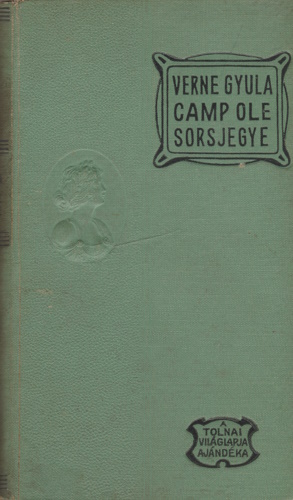 VERNE GYULA
CAMP OLE
SORSJEGYE
A
TOLNAI
VILÁGLAPJA
AJÁNDÉKA